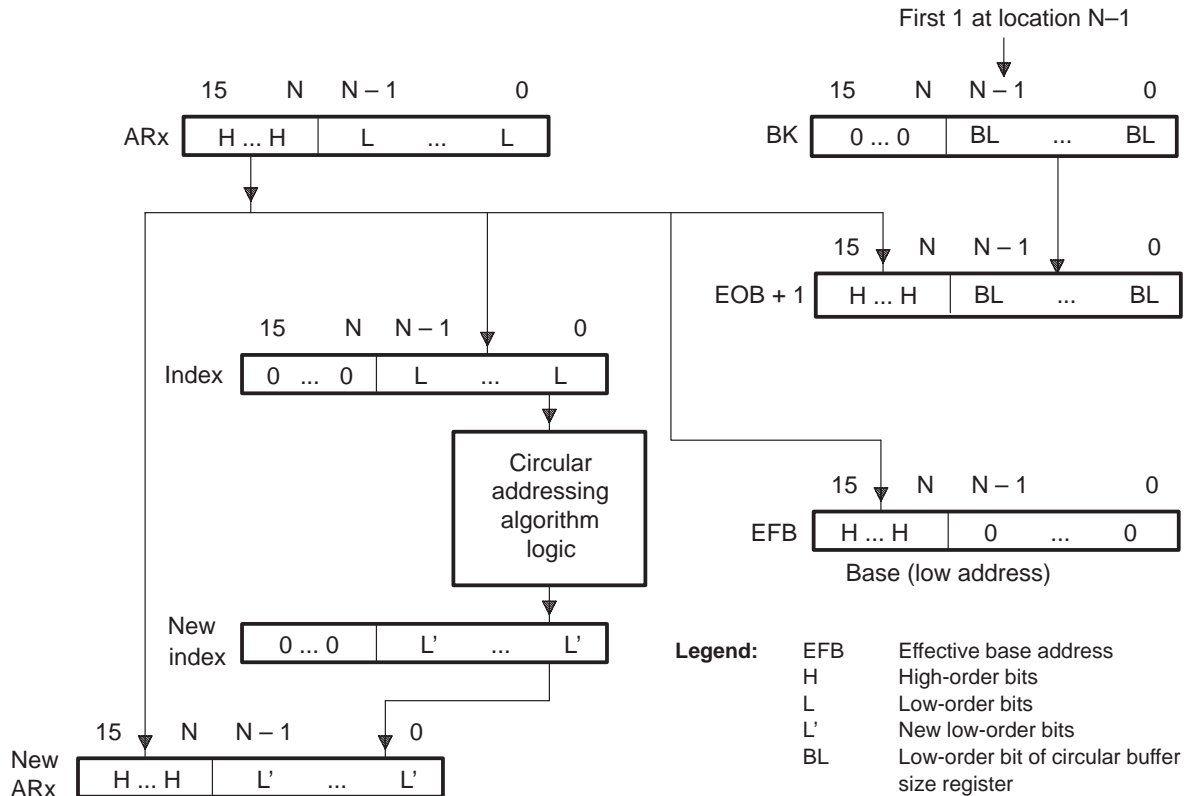 First 1 at location N–1
15 N N – 1 0
ARx H ... H L ... L
15 N N – 1 0
BK 0 ... 0 BL ... BL
15 N N – 1 0
EOB + 1 H ... H BL ... BL
15 N N – 1 0
Index 0 ... 0 L ... L
Circular
addressing
algorithm
logic
15 N N – 1 0
EFB H ... H 0 ... 0
Base (low address)
New
index 0 ... 0 L' ... L'
15 N N – 1 0
New
ARx H ... H L' ... L'
Legend: EFB Effective base address
H High-order bits
L Low-order bits
L' New low-order bits
BL Low-order bit of circular buffer
size register